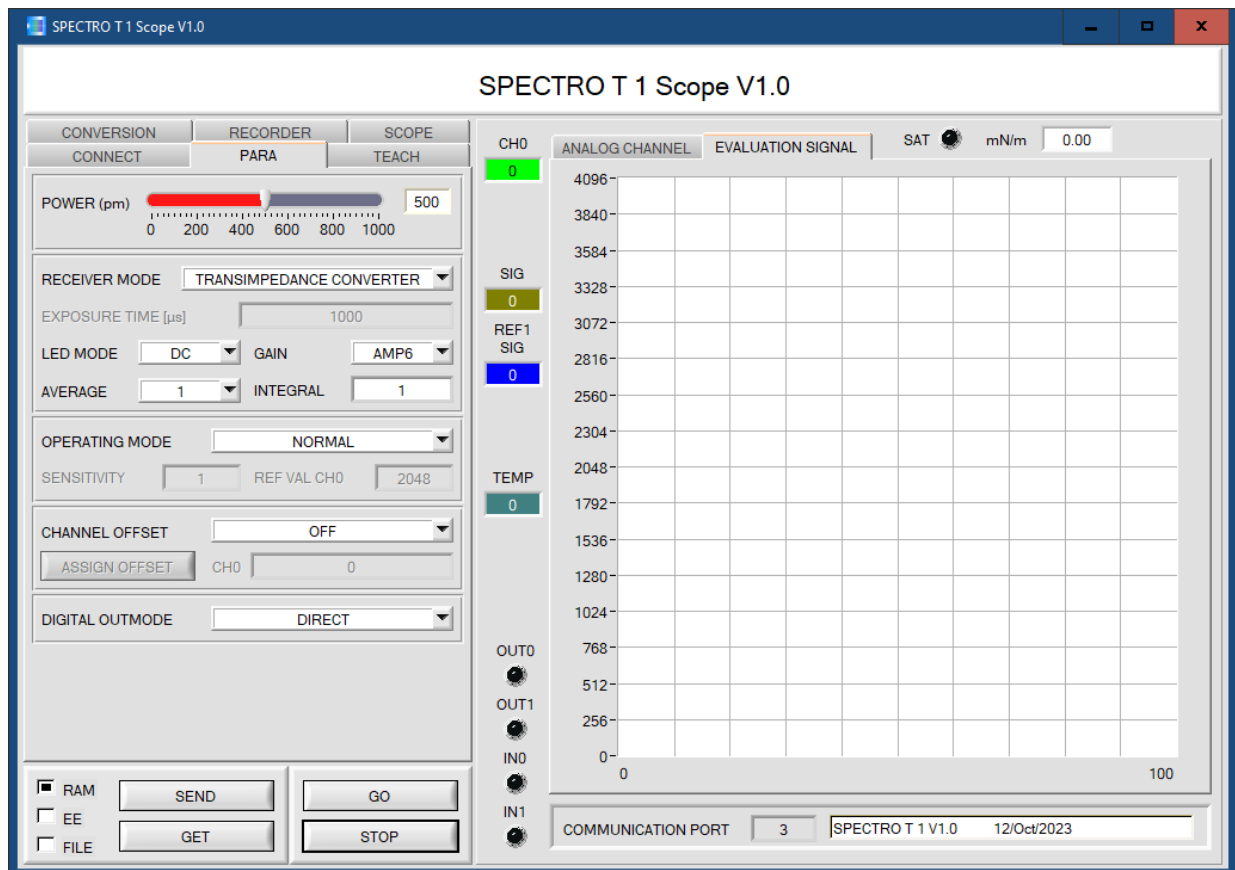 SPECTRO T 1 Scope V1.0
SPECTRO T 1 Scope V1.0
CONVERSION RECORDER SCOPE
CONNECT PARA TEACH
POWER (pm) 500
0 200 400 600 800 1000
RECEIVER MODE TRANSIMPEDANCE CONVERTER
EXPOSURE TIME [µs] 1000
LED MODE DC GAIN AMP6
AVERAGE 1 INTEGRAL 1
OPERATING MODE NORMAL
SENSITIVITY 1 REF VAL CH0 2048
CHANNEL OFFSET OFF
ASSIGN OFFSET CH0 0
DIGITAL OUTMODE DIRECT
RAM
EE
FILE
SEND
GET
GO
STOP
CH0
0
SIG
0
REF1
SIG
0
TEMP
0
OUT0
OUT1
IN0
IN1
ANALOG CHANNEL EVALUATION SIGNAL SAT mN/m 0.00
4096
3840
3584
3328
3072
2816
2560
2304
2048
1792
1536
1280
1024
768
512
256
0
0 100
COMMUNICATION PORT 3 SPECTRO T 1 V1.0 12/Oct/2023